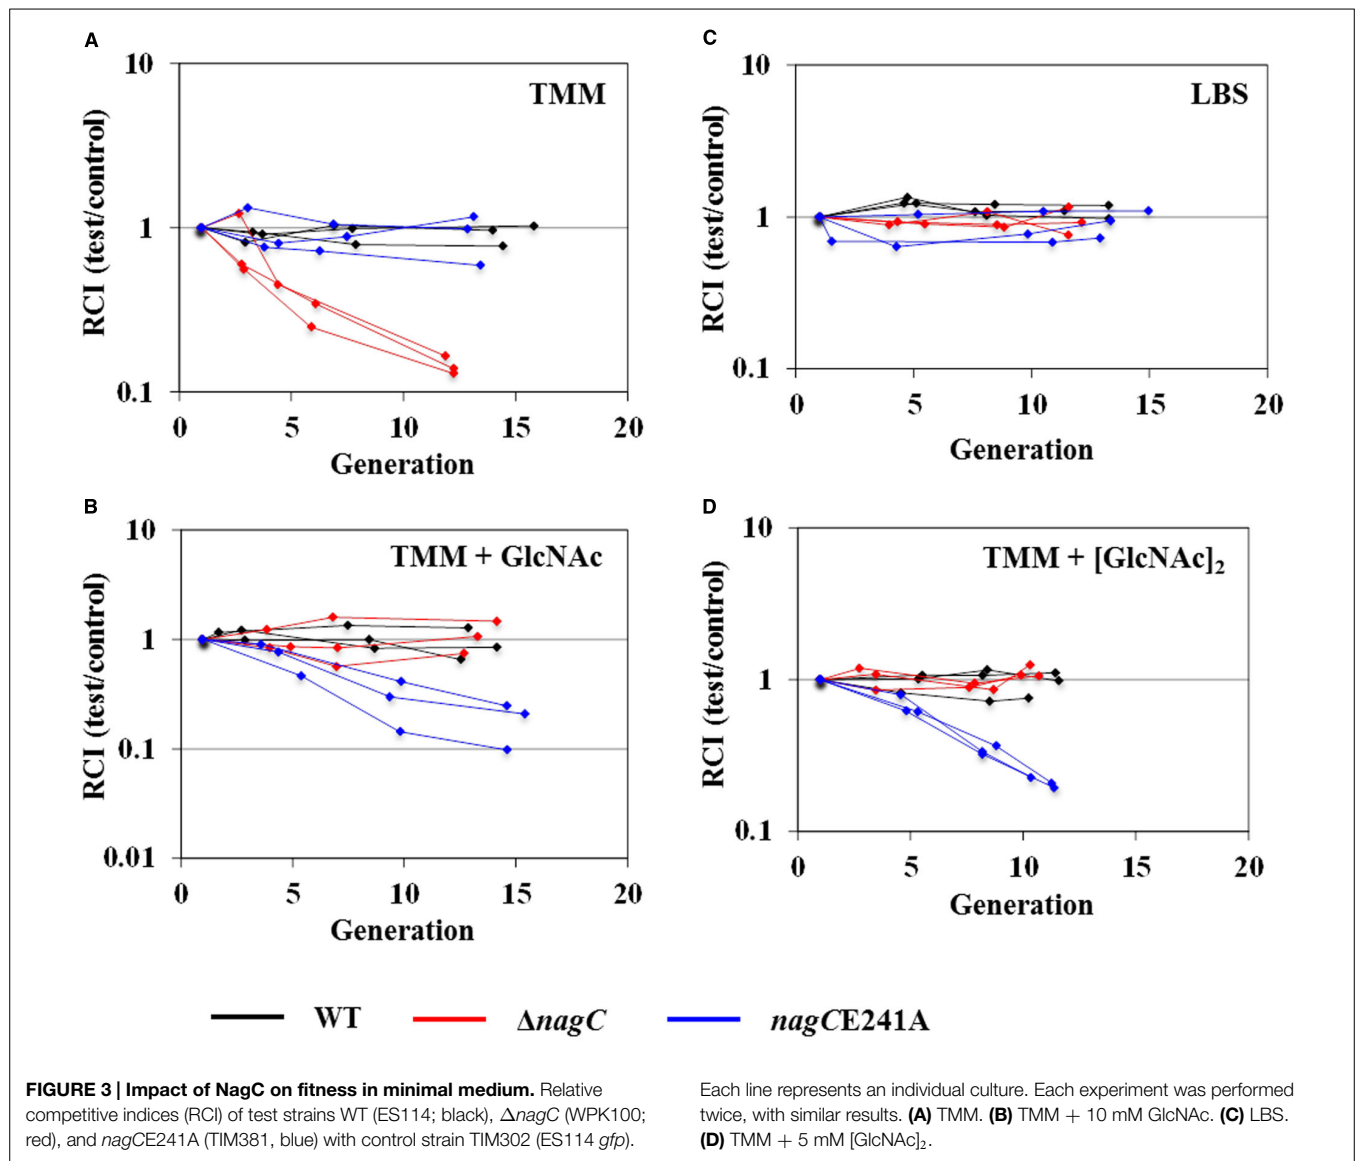 A
10
TMM
1
0.1
RCI (test/control)
0
5
10
15
20
Generation
C
10
LBS
1
0.1
RCI (test/control)
0
5
10
15
20
Generation
B
10
TMM + GlcNAc
1
0.1
0.01
RCI (test/control)
0
5
10
15
20
Generation
D
10
TMM + [GlcNAc]₂
1
0.1
RCI (test/control)
0
5
10
15
20
Generation
WT
ΔnagC
nagCE241A
FIGURE 3 | Impact of NagC on fitness in minimal medium. Relative
competitive indices (RCI) of test strains WT (ES114; black), ΔnagC (WPK100;
red), and nagCE241A (TIM381, blue) with control strain TIM302 (ES114 gfp).
Each line represents an individual culture. Each experiment was performed
twice, with similar results. (A) TMM. (B) TMM + 10 mM GlcNAc. (C) LBS.
(D) TMM + 5 mM [GlcNAc]₂.